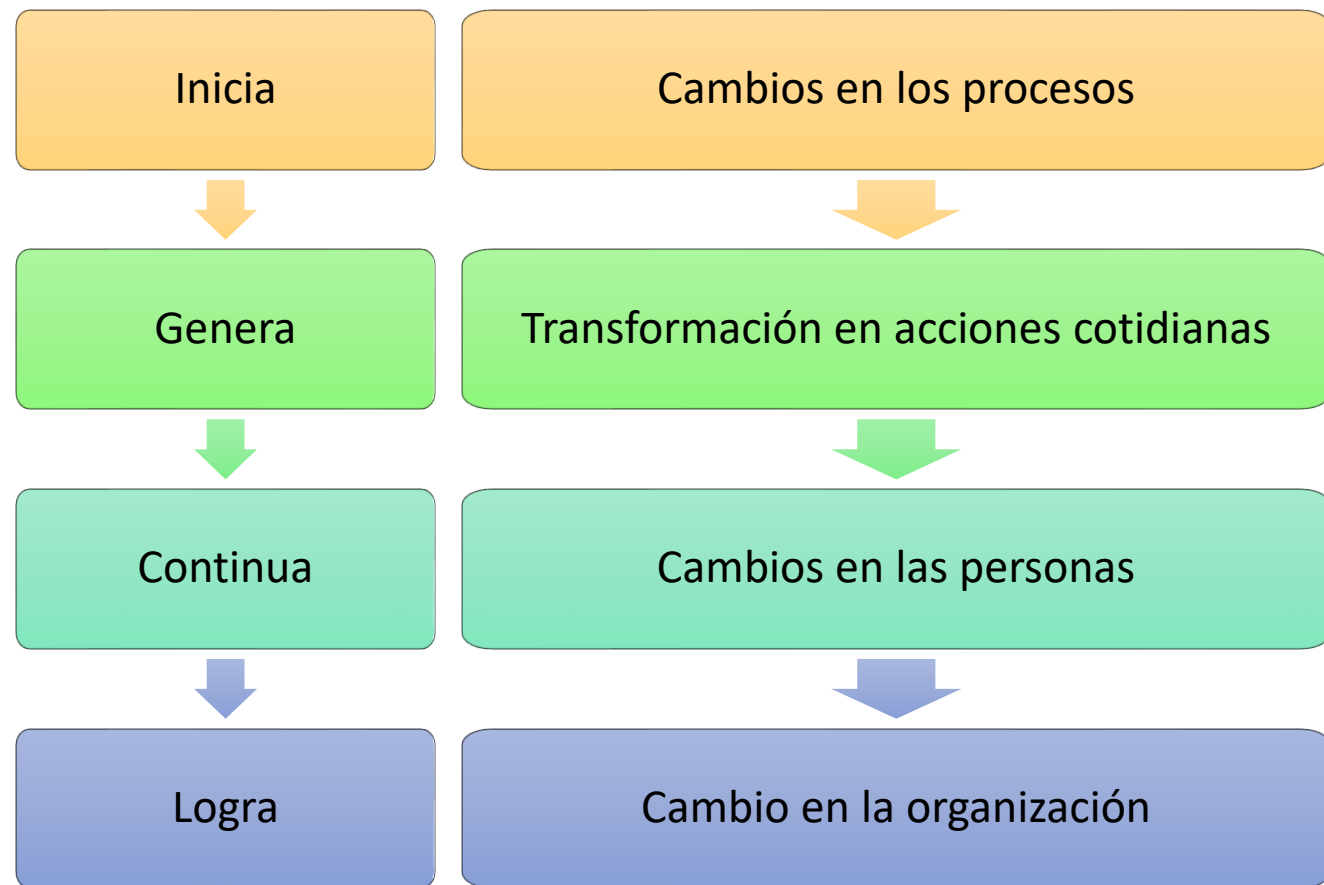 Inicia
Cambios en los procesos
Genera
Transformación en acciones cotidianas
Continua
Cambios en las personas
Logra
Cambio en la organización